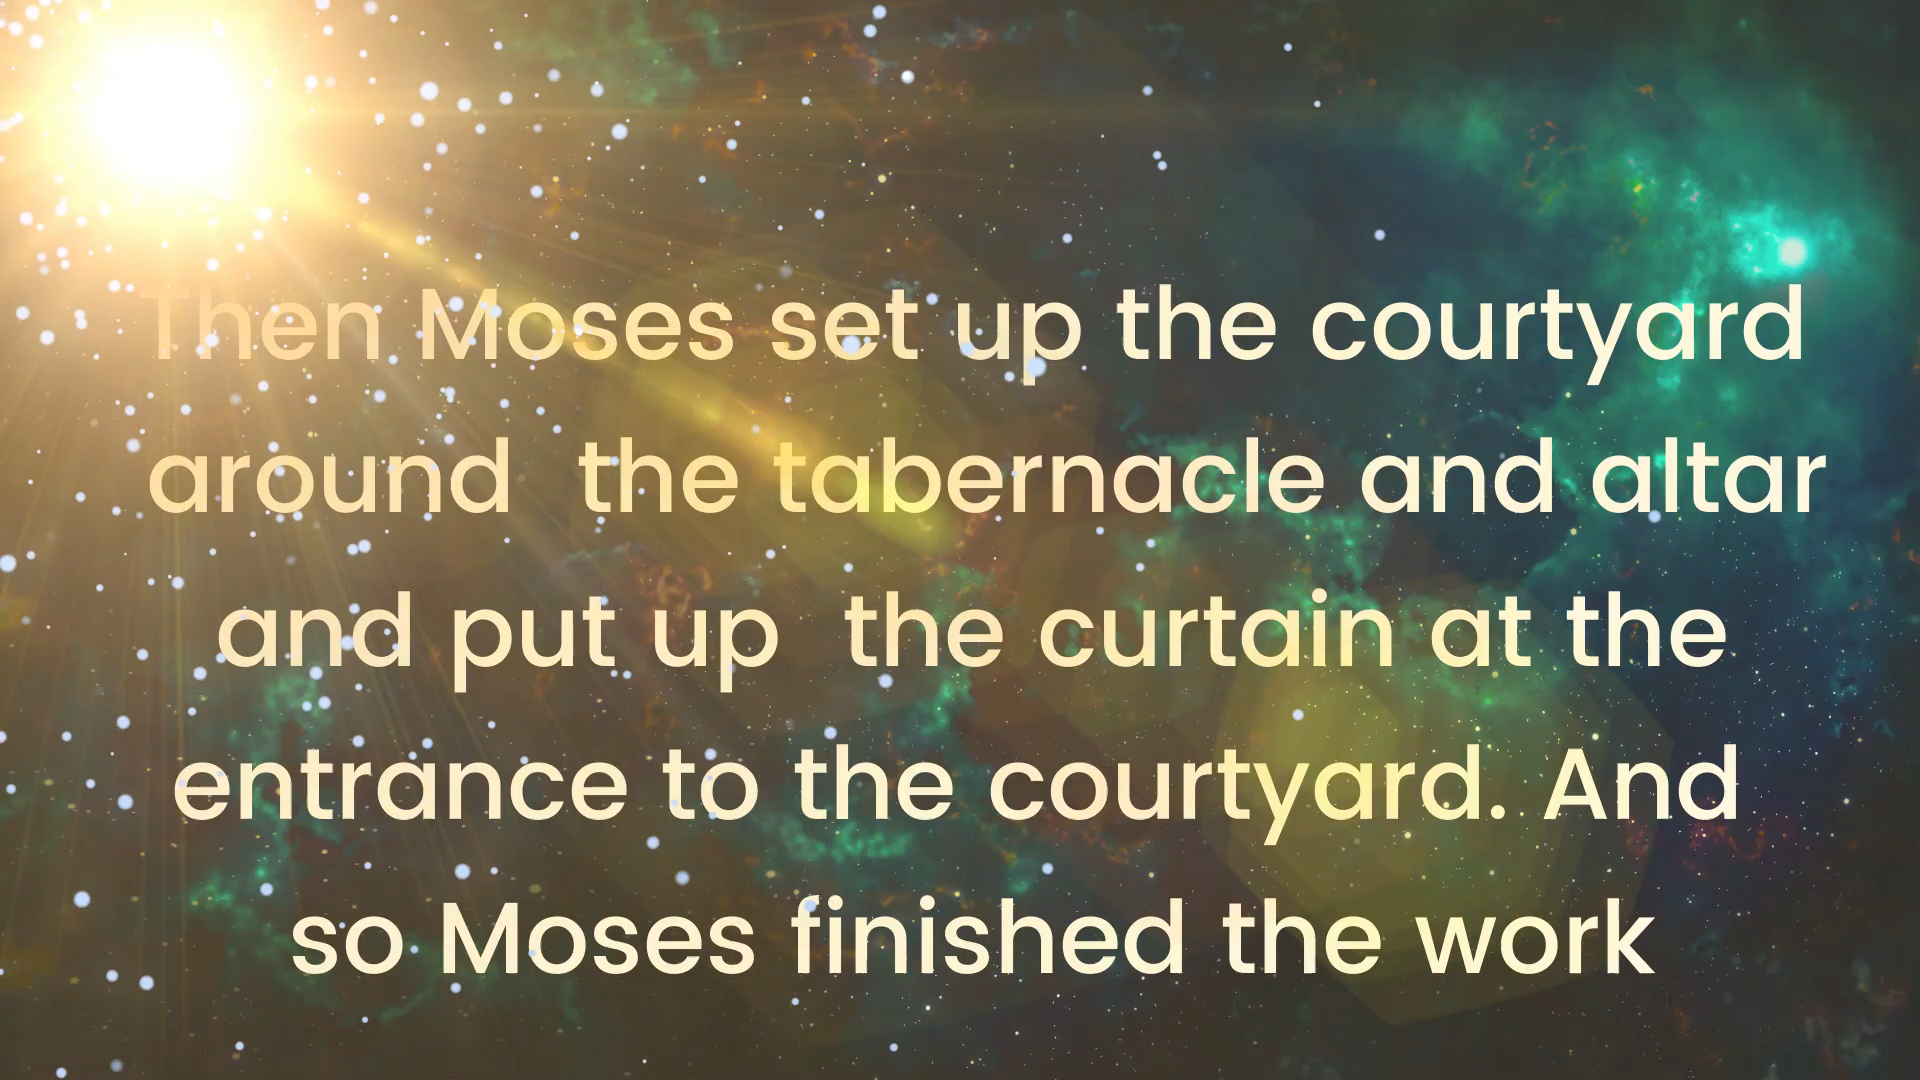 Then Moses set up the courtyard
around  the tabernacle and altar
and put up  the curtain at the
entrance to the courtyard. And
so Moses finished the work